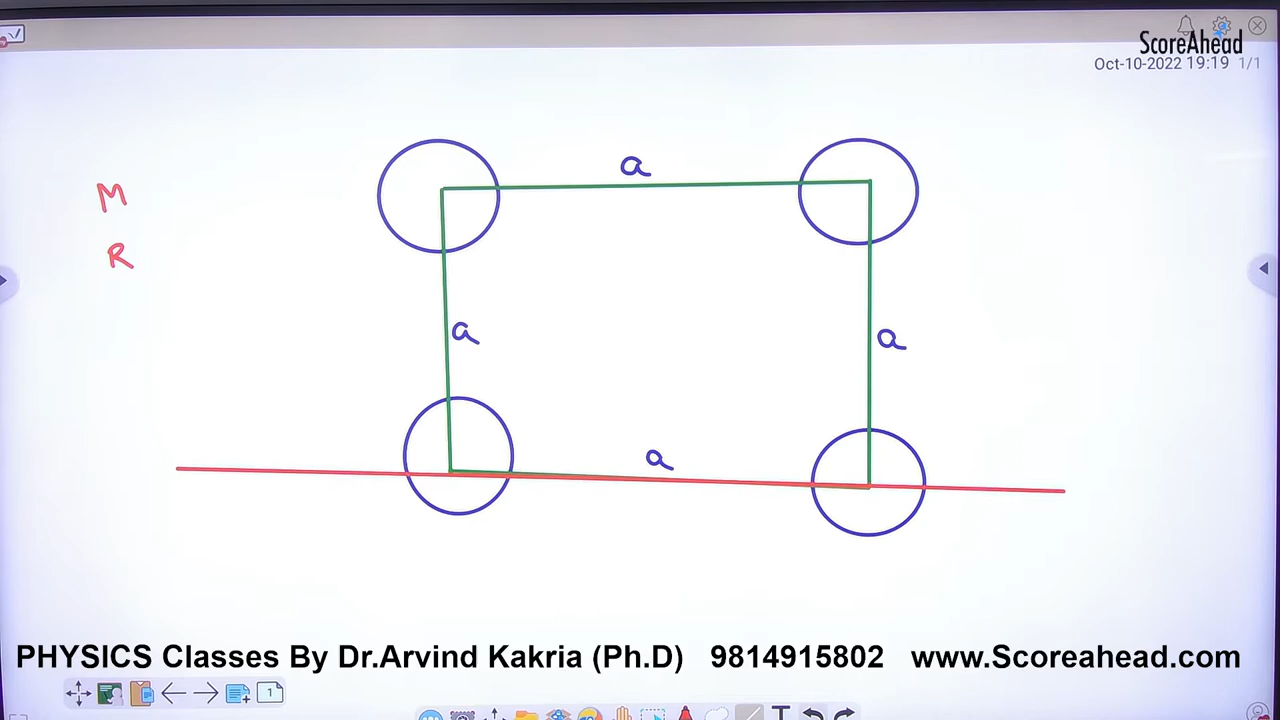 ScoreAhead
Oct-10-2022 19:19 1/1
M
R
a
a
a
a
PHYSICS Classes By Dr.Arvind Kakria (Ph.D) 9814915802 www.Scoreahead.com
1
T